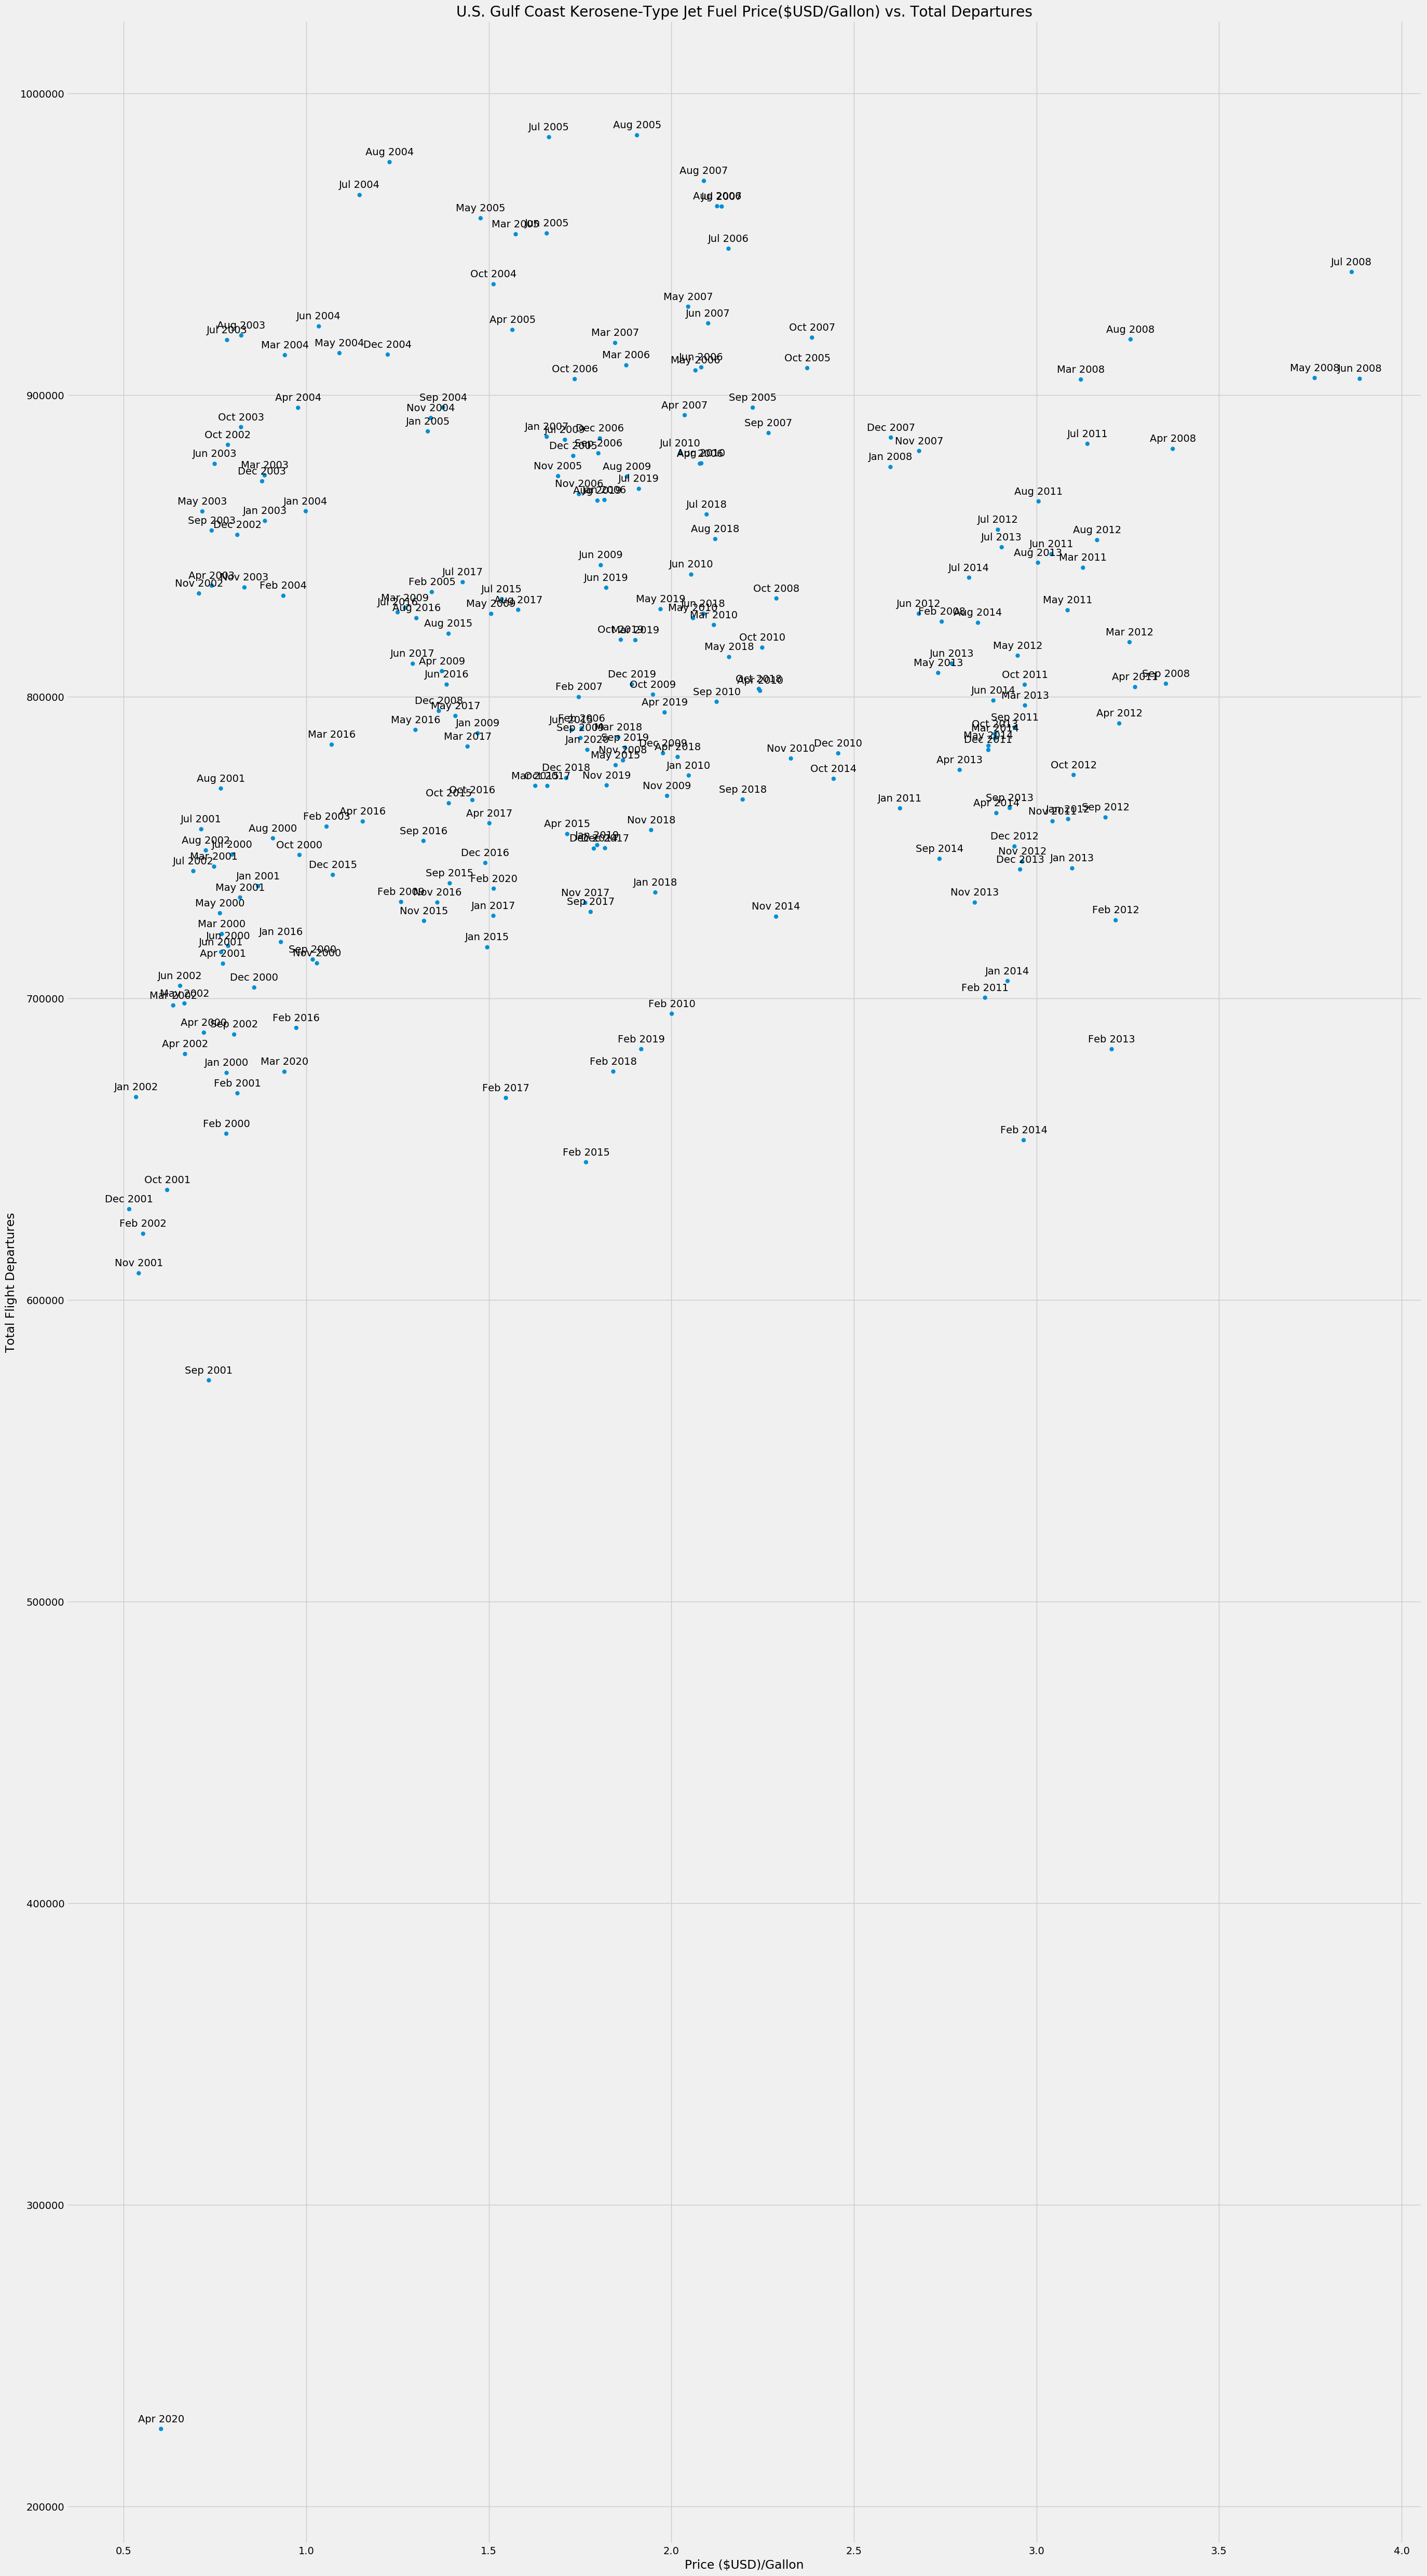 U.S. Gulf Coast Kerosene-Type Jet Fuel Price($USD/Gallon) vs. Total Departures
1000000
Jul 2005
Aug 2005
Aug 2004
Aug 2007
Jul 2004
Aug 2006
Jul 2007
May 2005
Mar 2005
Jun 2005
Jul 2006
Jul 2008
Oct 2004
May 2007
Jun 2004
Jun 2007
Aug 2003
Jul 2003
Apr 2005
Oct 2007
Aug 2008
Mar 2004
May 2004
Dec 2004
Mar 2007
Mar 2006
Jun 2006
May 2006
Oct 2005
Oct 2006
Mar 2008
May 2008
Jun 2008
900000
Apr 2004
Sep 2004
Nov 2004
Sep 2005
Apr 2007
Oct 2003
Jan 2005
Oct 2002
Jan 2007
Jul 2009
Dec 2006
Sep 2007
Dec 2007
Jul 2011
Apr 2008
Dec 2005
Sep 2006
Jul 2010
Nov 2007
Jun 2003
Aug 2010
Apr 2006
Jan 2008
Mar 2003
Dec 2003
Nov 2005
Aug 2009
Jul 2019
Nov 2006
Aug 2019
Jan 2006
May 2003
Jan 2004
Jan 2003
Aug 2011
Sep 2003
Dec 2002
Jul 2018
Aug 2018
Jul 2012
Aug 2012
Jul 2013
Jun 2011
Aug 2013
Mar 2011
Jun 2009
Jun 2010
Jul 2014
Apr 2003
Nov 2003
Nov 2002
Feb 2004
Jul 2017
Feb 2005
Jun 2019
Oct 2008
Mar 2009
Jul 2016
Aug 2016
Jul 2015
May 2009
Aug 2017
May 2019
Jun 2018
May 2010
Mar 2010
Jun 2012
Feb 2008
Aug 2014
May 2011
Aug 2015
Oct 2019
Mar 2019
Oct 2010
Mar 2012
Jun 2017
Apr 2009
May 2018
Jun 2013
May 2013
May 2012
Jun 2016
Dec 2019
Oct 2009
Oct 2018
Apr 2010
Oct 2011
Apr 2011
Sep 2008
800000
Feb 2007
Sep 2010
Jun 2014
Mar 2013
Dec 2008
May 2017
Apr 2019
Apr 2012
May 2016
Jan 2009
Jun 2015
Feb 2006
Sep 2009
Mar 2018
Sep 2011
Oct 2013
Mar 2014
May 2014
Dec 2011
Mar 2016
Mar 2017
Jan 2020
Sep 2019
Nov 2008
Dec 2009
Apr 2018
May 2015
Nov 2010
Dec 2010
Apr 2013
Jan 2010
Oct 2014
Oct 2012
Aug 2001
Mar 2015
Oct 2017
Dec 2018
Nov 2019
Nov 2009
Sep 2018
Oct 2015
Oct 2016
Jan 2011
Sep 2013
Apr 2014
Nov 2011
Jan 2012
Sep 2012
Jul 2001
Feb 2003
Apr 2016
Apr 2017
Aug 2000
Aug 2002
Jul 2000
Oct 2000
Sep 2016
Apr 2015
Jan 2019
Dec 2017
Nov 2018
Dec 2012
Nov 2012
Dec 2013
Jan 2013
Sep 2014
Mar 2001
Jul 2002
Jan 2001
Dec 2015
Dec 2016
Sep 2015
Feb 2020
May 2001
Feb 2009
Nov 2016
Nov 2017
Sep 2017
Jan 2018
Nov 2013
May 2000
Nov 2015
Jan 2017
Nov 2014
Feb 2012
Mar 2000
Jun 2000
Jun 2001
Jan 2016
Jan 2015
Apr 2001
Sep 2000
Nov 2000
Jun 2002
Dec 2000
Jan 2014
Feb 2011
700000
Mar 2002
May 2002
Feb 2010
Apr 2000
Sep 2002
Feb 2016
Apr 2002
Feb 2019
Feb 2013
Jan 2000
Mar 2020
Feb 2018
Jan 2002
Feb 2001
Feb 2017
Feb 2000
Feb 2014
Feb 2015
Oct 2001
Dec 2001
Feb 2002
Nov 2001
600000
Total Flight Departures
Sep 2001
500000
400000
300000
Apr 2020
200000
0.5
1.0
1.5
2.0
2.5
3.0
3.5
4.0
Price ($USD)/Gallon